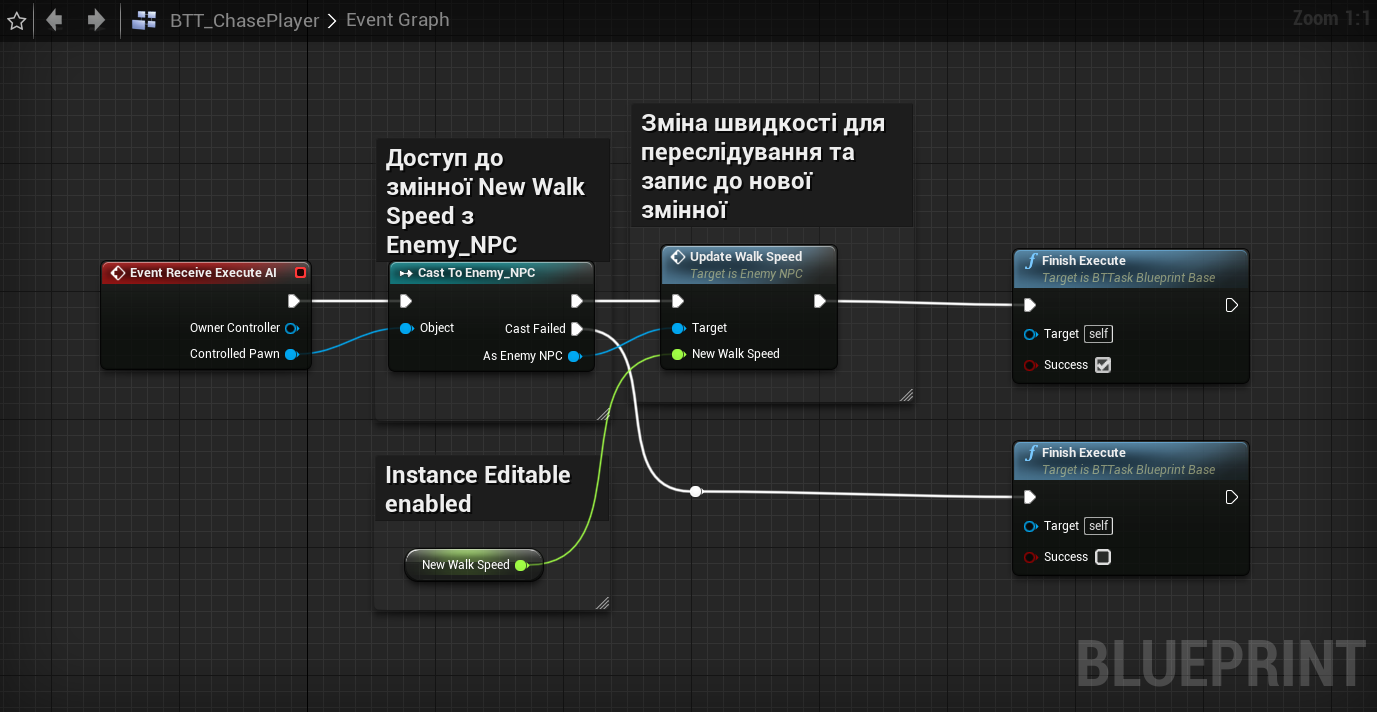 BTT_ChasePlayer > Event Graph
Zoom 1:1
Зміна швидкості для
переслідування та
запис до нової
змінної
Доступ до
змінної New Walk
Speed з
Enemy_NPC
Event Receive Execute AI
Owner Controller
Controlled Pawn
Cast To Enemy_NPC
Object
Cast Failed
As Enemy NPC
Update Walk Speed
Target is Enemy NPC
Target
New Walk Speed
Finish Execute
Target is BTTask Blueprint Base
Target self
Success
Instance Editable
enabled
New Walk Speed
Finish Execute
Target is BTTask Blueprint Base
Target self
Success
BLUEPRINT